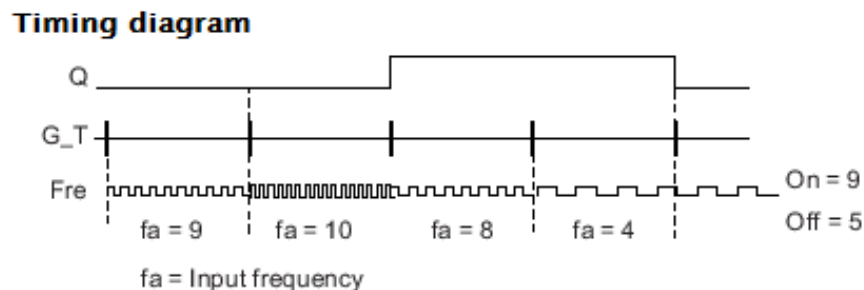 Timing diagram
Q
G_T
Fre
On = 9
Off = 5
fa = 9
fa = 10
fa = 8
fa = 4
fa = Input frequency